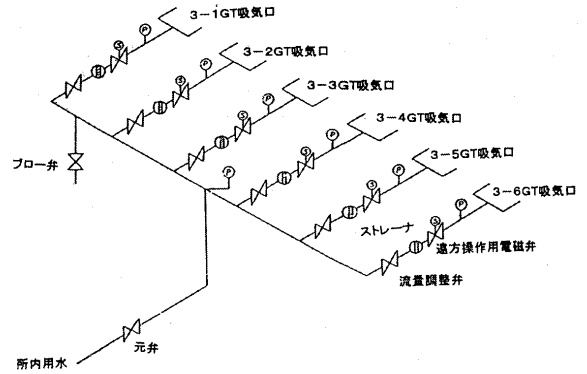 3-1GT吸気口
3-2GT吸気口
3-3GT吸気口
3-4GT吸気口
3-5GT吸気口
3-6GT吸気口
S
P
S
P
S
P
P
S
P
S
P
S
P
ブロー弁
ストレーナ
遠方操作用電磁弁
流量調整弁
元弁
所内用水